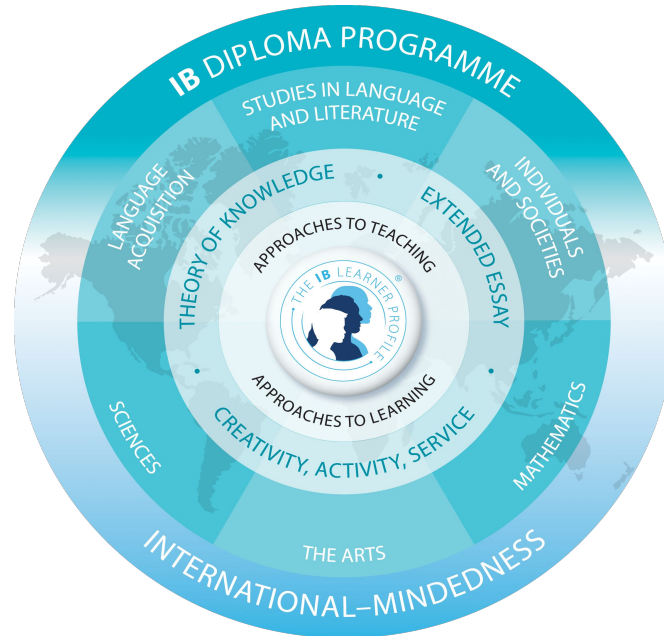 IB DIPLOMA PROGRAMME
STUDIES IN LANGUAGE
AND LITERATURE
LANGUAGE
ACQUISITION
INDIVIDUALS
AND SOCIETIES
THEORY OF KNOWLEDGE
•
EXTENDED ESSAY
APPROACHES TO TEACHING
THE IB LEARNER PROFILE ®
•
APPROACHES TO LEARNING
•
CREATIVITY, ACTIVITY, SERVICE
SCIENCES
MATHEMATICS
THE ARTS
INTERNATIONAL–MINDEDNESS